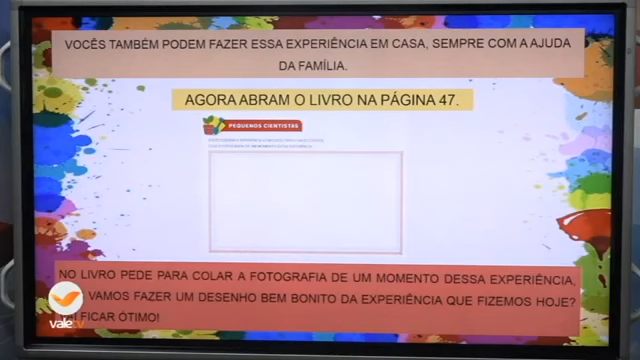 VOCÊS TAMBÉM PODEM FAZER ESSA EXPERIÊNCIA EM CASA, SEMPRE COM A AJUDA
DA FAMÍLIA.
AGORA ABRAM O LIVRO NA PÁGINA 47.
PEQUENOS CIENTISTAS
NO LIVRO PEDE PARA COLAR A FOTOGRAFIA DE UM MOMENTO DESSA EXPERIÊNCIA,
VAMOS FAZER UM DESENHO BEM BONITO DA EXPERIÊNCIA QUE FIZEMOS HOJE?
FICAR ÓTIMO!
vale tv